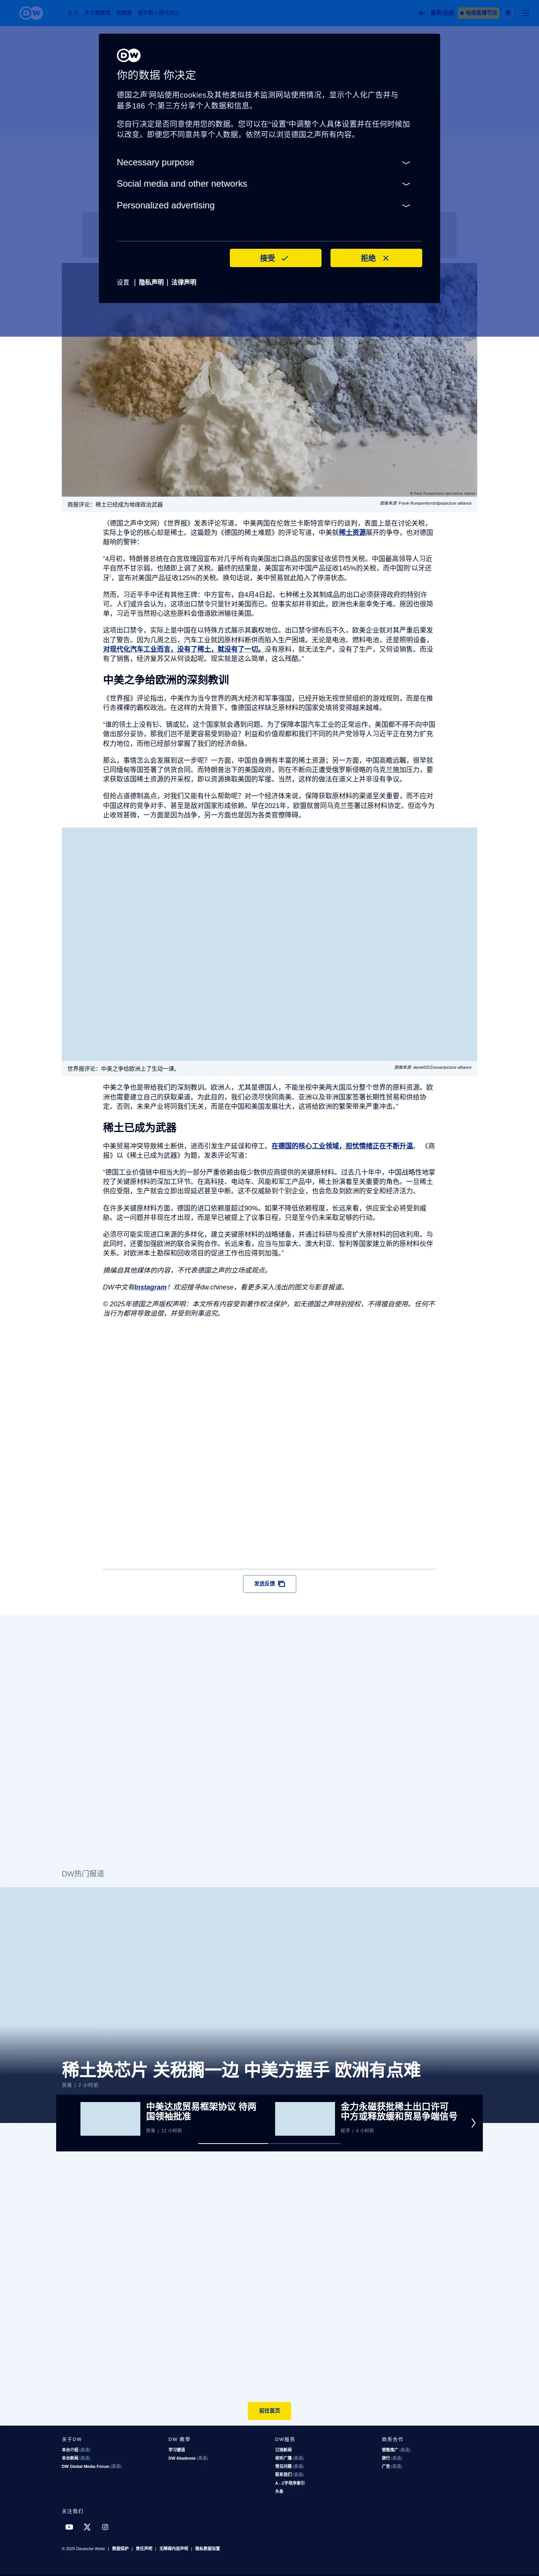 DW
最新视频
电视直播节目
DW
你的数据 你决定
德国之声'网站使用cookies及其他类似技术监测网站使用情况，显示个人化广告并与
最多186 个;第三方分享个人数据和信息。
您自行决定是否同意使用您的数据。您可以在“设置”中调整个人具体设置并在任何时候加
以改变。即便您不同意共享个人数据，依然可以浏览德国之声所有内容。
Necessary purpose
Social media and other networks
Personalized advertising
接受
拒绝
设置 | 隐私声明 | 法律声明
商报评论：稀土已经成为地缘政治武器
图像来源: Frank Rumpenhorst/dpa/picture alliance
（德国之声中文网）《世界报》发表评论写道， 中美两国在伦敦兰卡斯特宫举行的谈判，表面上是在讨论关税，
实际上争论的核心却是稀土。这篇题为《德国的稀土难题》的评论写道，中美就稀土资源展开的争夺，也对德国
敲响的警钟：
“4月初，特朗普总统在白宫玫瑰园宣布对几乎所有向美国出口商品的国家征收惩罚性关税。中国最高领导人习近
平自然不甘示弱，也随即上调了关税。最终的结果是，美国宣布对中国产品征收145%的关税，而中国则‘以牙还
牙’，宣布对美国产品征收125%的关税。换句话说，美中贸易就此陷入了停滞状态。
然而，习近平手中还有其他王牌：中方宣布，自4月4日起，七种稀土及其制成品的出口必须获得政府的特别许
可。人们或许会认为，这项出口禁令只是针对美国而已。但事实却并非如此，欧洲也未能幸免于难。原因也很简
单，习近平当然担心这些原料会借道欧洲输往美国。
这项出口禁令，实际上是中国在以特殊方式展示其霸权地位。出口禁令颁布后不久，欧美企业就对其严重后果发
出了警告。因为几周之后，汽车工业就因原材料断供而陷入生产困境。无论是电池、燃料电池，还是照明设备，
对现代化汽车工业而言，没有了稀土，就没有了一切。没有原料，就无法生产，没有了生产，又何谈销售。而没
有了销售，经济复苏又从何谈起呢。现实就是这么简单，这么残酷。”
中美之争给欧洲的深刻教训
《世界报》评论指出，中美作为当今世界的两大经济和军事强国，已经开始无视世贸组织的游戏规则，而是在推
行赤裸裸的霸权政治。在这样的大背景下，像德国这样缺乏原材料的国家处境将变得越来越难。
“谁的领土上没有钐、镝或钇，这个国家就会遇到问题。为了保障本国汽车工业的正常运作，美国都不得不向中国
做出部分妥协，那我们岂不是更容易受到胁迫？利益和价值观都和我们不同的共产党领导人习近平正在努力扩充
权力地位，而他已经部分掌握了我们的经济命脉。
那么，事情怎么会发展到这一步呢？一方面，中国自身拥有丰富的稀土资源；另一方面，中国高瞻远瞩，很早就
已同缅甸等国签署了供货合同。而特朗普治下的美国政府，则在不断向正遭受俄罗斯侵略的乌克兰施加压力，要
求获取该国稀土资源的开采权，即以资源换取美国的军援。当然，这样的做法在道义上并非没有争议。
但抢占道德制高点，对我们又能有什么帮助呢？对一个经济体来说，保障获取原材料的渠道至关重要，而不应对
中国这样的竞争对手、甚至是敌对国家形成依赖。早在2021年，欧盟就曾同乌克兰签署过原材料协定。但迄今为
止收效甚微，一方面是因为战争，另一方面也是因为各类官僚障碍。
世界报评论：中美之争给欧洲上了生动一课。
图像来源: daniel0Z/Zoonar/picture alliance
中美之争也是带给我们的深刻教训。欧洲人，尤其是德国人，不能坐视中美两大国瓜分整个世界的原料资源。欧
洲也需要建立自己的获取渠道。为此目的，我们必须尽快同南美、亚洲以及非洲国家签署长期性贸易和供给协
定。否则，未来产业将同我们无关，而是在中国和美国发展壮大，这将给欧洲的繁荣带来严重冲击。”
稀土已成为武器
中美贸易冲突导致稀土断供，进而引发生产延误和停工。在德国的核心工业领域，担忧情绪正在不断升温。 《商
报》以《稀土已成为武器》为题，发表评论写道：
“德国工业价值链中相当大的一部分严重依赖由极少数供应商提供的关键原材料。过去几十年中，中国战略性地掌
控了关键原材料的深加工环节。在高科技、电动车、风能和军工产品中，稀土扮演着至关重要的角色。一旦稀土
供应受阻，生产就会立即出现延迟甚至中断。这不仅威胁到个别企业，也会危及到欧洲的安全和经济活力。
在许多关键原材料方面，德国的进口依赖度超过90%。如果不降低依赖程度，长远来看，供应安全必将受到威
胁。这一问题并非现在才出现，而是早已被提上了议事日程，只是至今仍未采取足够的行动。
必须尽可能实现进口来源的多样化，建立关键原材料的战略储备，并通过科研与投资扩大原材料的回收利用。与
此同时，还要加强欧洲的联合采购合作。长远来看，应当与加拿大、澳大利亚、智利等国家建立新的原材料伙伴
关系。对欧洲本土勘探和回收项目的促进工作也应得到加强。”
摘编自其他媒体的内容，不代表德国之声的立场或观点。
DW中文有Instagram！欢迎搜寻dw.chinese，看更多深入浅出的图文与影音报道。
© 2025年德国之声版权声明：本文所有内容受到著作权法保护，如无德国之声特别授权，不得擅自使用。任何不
当行为都将导致追偿，并受到刑事追究。
发送反馈
DW热门报道
稀土换芯片 关税搁一边 中美方握手 欧洲有点难
贸易 | 2 小时前
中美达成贸易框架协议 待两
国领袖批准
贸易 | 12 小时前
金力永磁获批稀土出口许可
中方或释放缓和贸易争端信号
经济 | 4 小时前
前往首页
关于DW
本台介绍 (英语)
本台新闻 (英语)
DW Global Media Forum (英语)
DW 教学
学习德语
DW Akademie (英语)
DW服务
订阅新闻
收听广播 (英语)
常见问题 (英语)
联系我们 (英语)
A - Z字母序索引
头条
商务合作
销售推广 (英语)
旅行 (英语)
广告 (英语)
关注我们
© 2025 Deutsche Welle | 数据保护 | 责任声明 | 无障碍内容声明 | 隐私数据设置